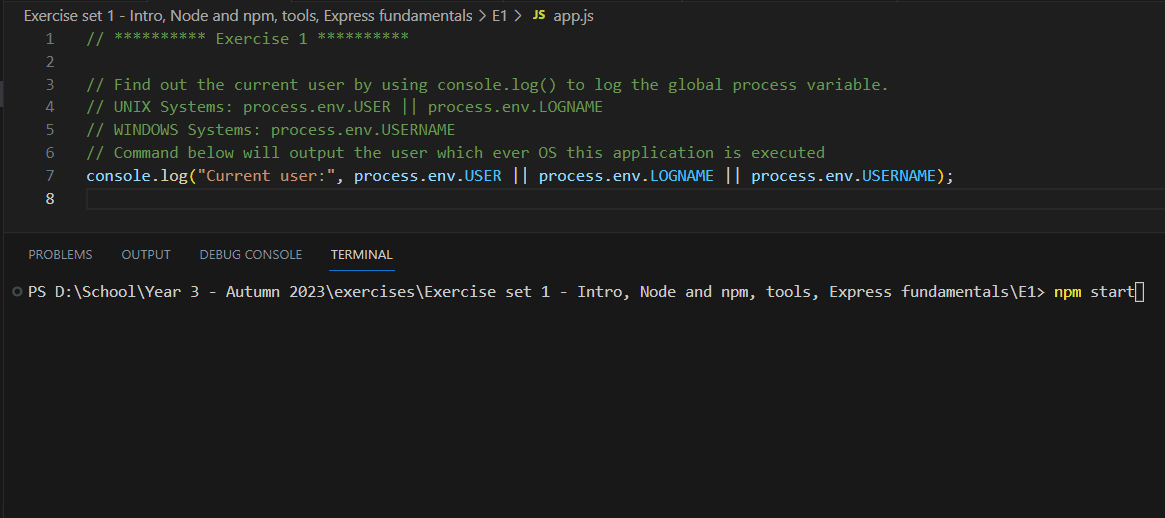 Exercise set 1 - Intro, Node and npm, tools, Express fundamentals > E1 > JS app.js
1 // ********** Exercise 1 **********
2
3 // Find out the current user by using console.log() to log the global process variable.
4 // UNIX Systems: process.env.USER || process.env.LOGNAME
5 // WINDOWS Systems: process.env.USERNAME
6 // Command below will output the user which ever OS this application is executed
7 console.log("Current user:", process.env.USER || process.env.LOGNAME || process.env.USERNAME);
8
PROBLEMS OUTPUT DEBUG CONSOLE TERMINAL
PS D:\School\Year 3 - Autumn 2023\exercises\Exercise set 1 - Intro, Node and npm, tools, Express fundamentals\E1> npm start